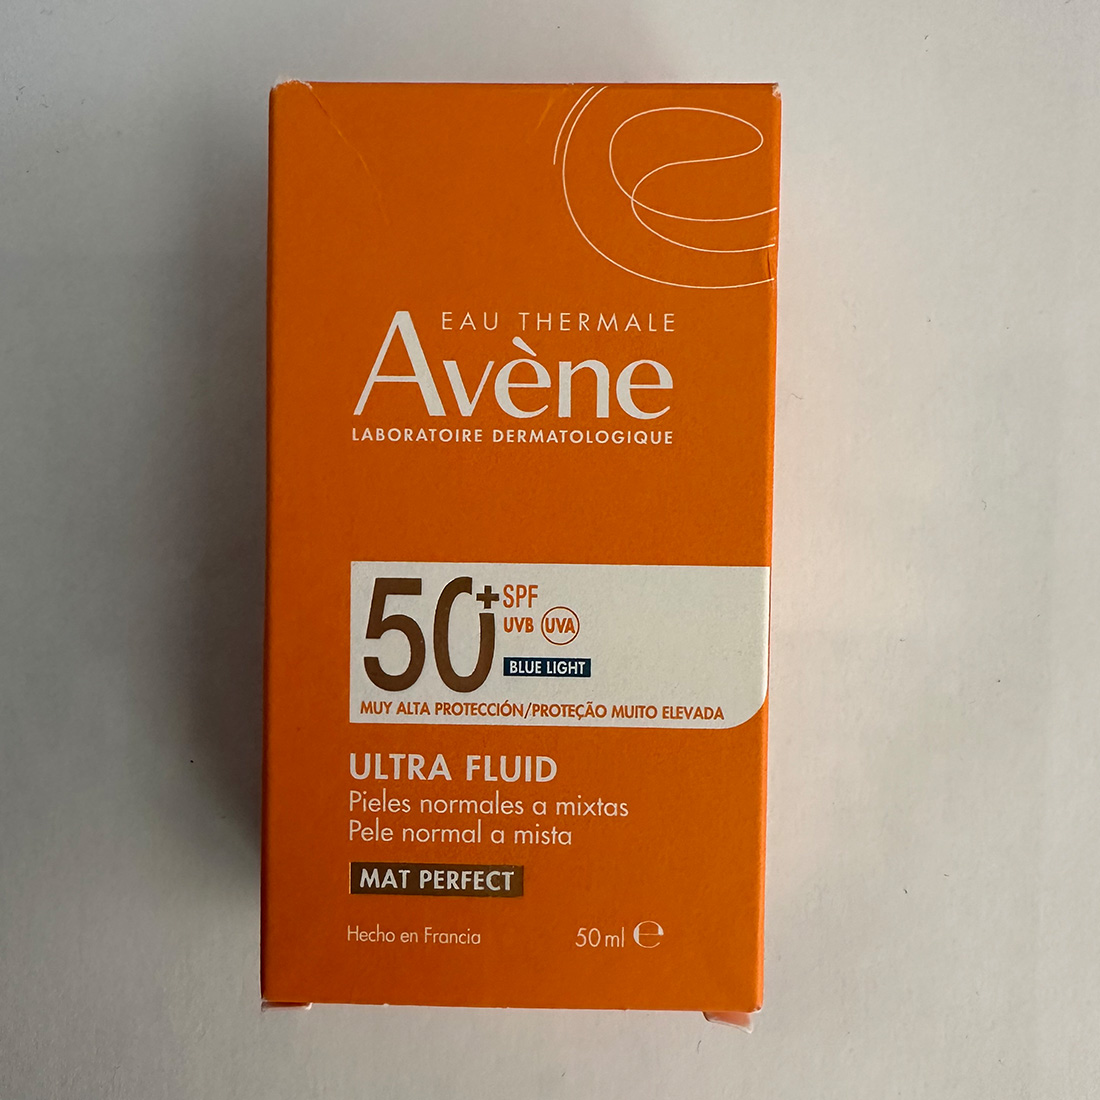 EAU THERMALE
Avène
LABORATOIRE DERMATOLOGIQUE
50+ SPF
UVB UVA
BLUE LIGHT
MUY ALTA PROTECCIÓN/PROTEÇÃO MUITO ELEVADA
ULTRA FLUID
Pieles normales a mixtas
Pele normal a mista
MAT PERFECT
Hecho en Francia 50 ml ℮